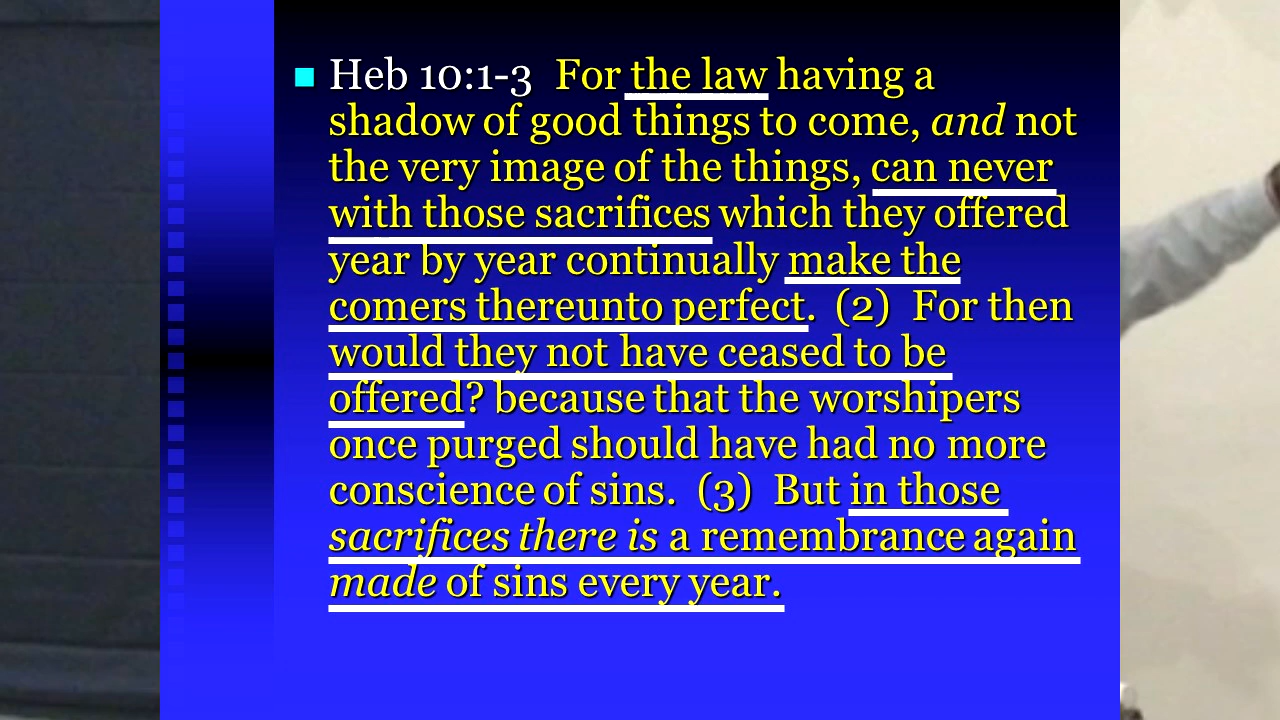 Heb 10:1-3 For the law having a
shadow of good things to come, and not
the very image of the things, can never
with those sacrifices which they offered
year by year continually make the
comers thereunto perfect. (2) For then
would they not have ceased to be
offered? because that the worshipers
once purged should have had no more
conscience of sins. (3) But in those
sacrifices there is a remembrance again
made of sins every year.